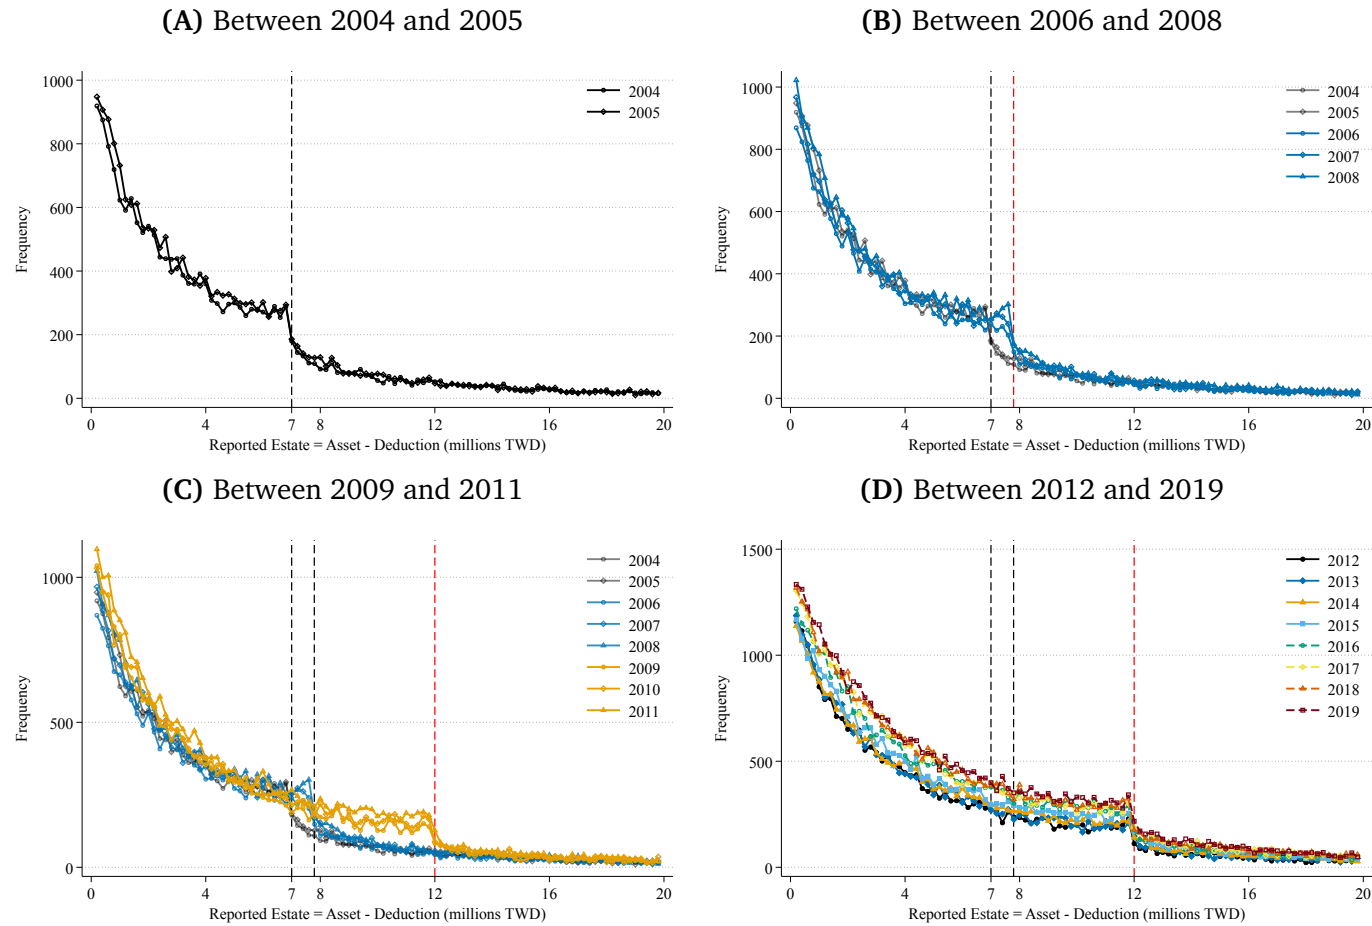 (A) Between 2004 and 2005
1000
800
600
400
200
0
Frequency
0 4 7 8 12 16 20
Reported Estate = Asset - Deduction (millions TWD)
2004
2005
(B) Between 2006 and 2008
1000
800
600
400
200
0
Frequency
0 4 7 8 12 16 20
Reported Estate = Asset - Deduction (millions TWD)
2004
2005
2006
2007
2008
(C) Between 2009 and 2011
1000
500
0
Frequency
0 4 7 8 12 16 20
Reported Estate = Asset - Deduction (millions TWD)
2004
2005
2006
2007
2008
2009
2010
2011
(D) Between 2012 and 2019
1500
1000
500
0
Frequency
0 4 7 8 12 16 20
Reported Estate = Asset - Deduction (millions TWD)
2012
2013
2014
2015
2016
2017
2018
2019